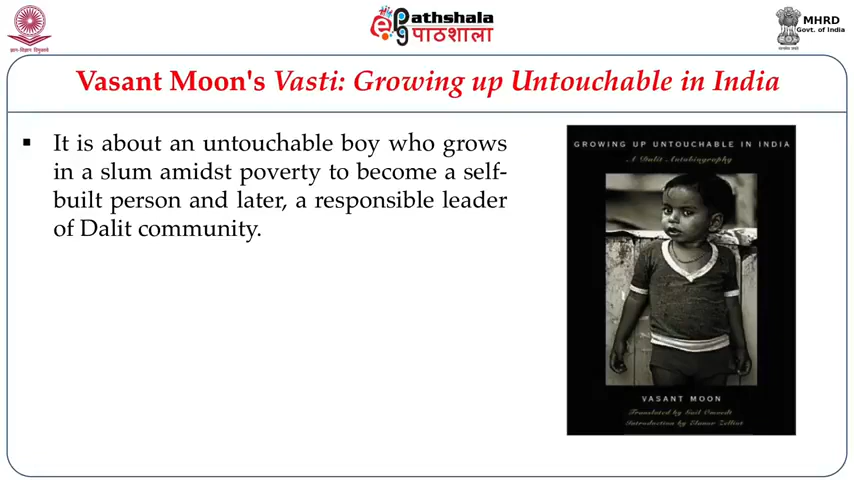 ePathshala
पाठशाला
MHRD
Govt. of India
ज्ञान-विज्ञान विमुक्तये
Vasant Moon's Vasti: Growing up Untouchable in India
▪ It is about an untouchable boy who grows
in a slum amidst poverty to become a self-
built person and later, a responsible leader
of Dalit community.
GROWING UP UNTOUCHABLE IN INDIA
A Dalit Autobiography
VASANT MOON
Translated by Gail Omvedt
Introduction by Eleanor Zelliot